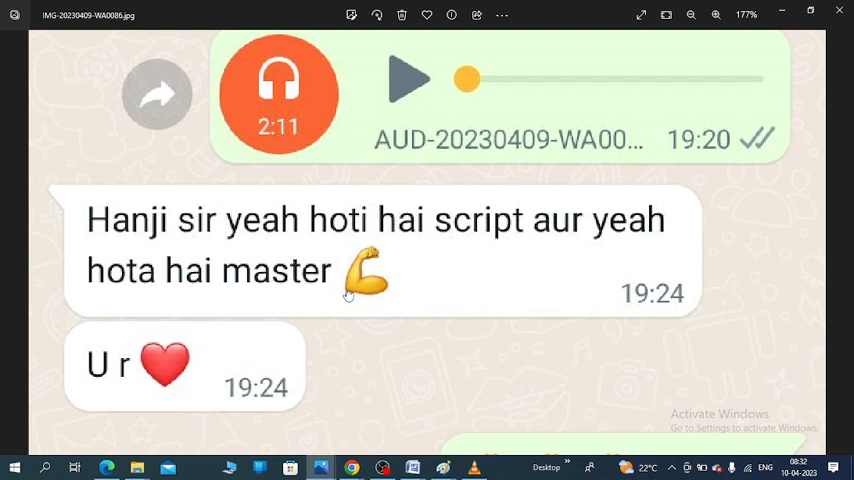 IMG-20230409-WA0086.jpg
177%
2:11
AUD-20230409-WA00... 19:20
Hanji sir yeah hoti hai script aur yeah
hota hai master 💪
19:24
U r ❤️ 19:24
Activate Windows
Go to Settings to activate Windows.
Desktop
22°C
ENG
08:32
10-04-2023